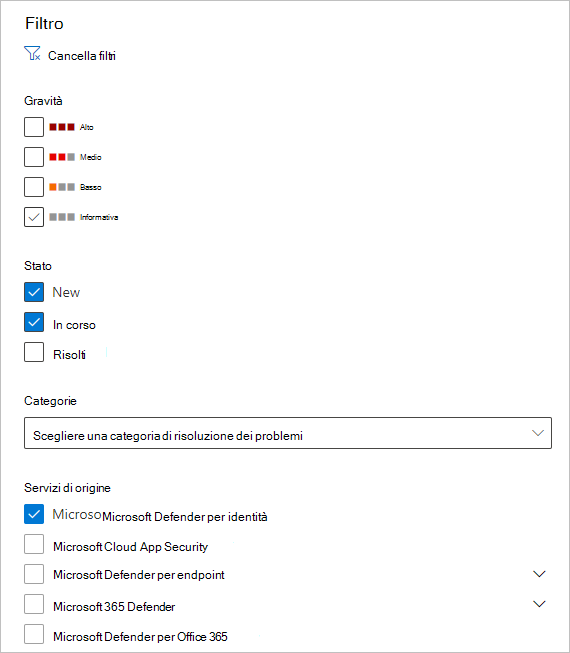 Filtro
Cancella filtri
Gravità
Alto
Medio
Basso
Informativa
Stato
New
In corso
Risolti
Categorie
Scegliere una categoria di risoluzione dei problemi
Servizi di origine
Microso Microsoft Defender per identità
Microsoft Cloud App Security
Microsoft Defender per endpoint
Microsoft 365 Defender
Microsoft Defender per Office 365